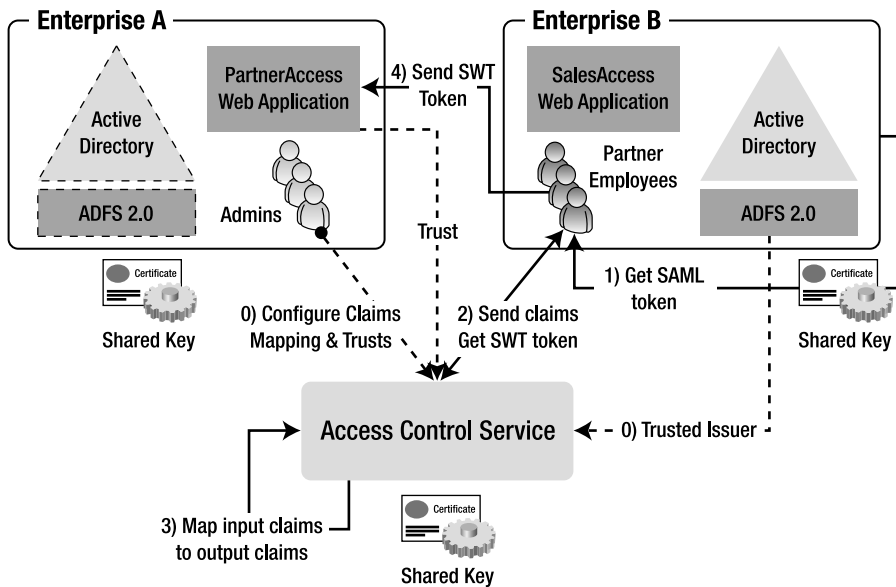 Enterprise A
Enterprise B
Active
Directory
ADFS 2.0
PartnerAccess
Web Application
Admins
4) Send SWT
Token
SalesAccess
Web Application
Partner
Employees
Active
Directory
ADFS 2.0
Trust
Certificate
Shared Key
0) Configure Claims
Mapping & Trusts
2) Send claims
Get SWT token
1) Get SAML
token
Certificate
Shared Key
Access Control Service
0) Trusted Issuer
3) Map input claims
to output claims
Certificate
Shared Key